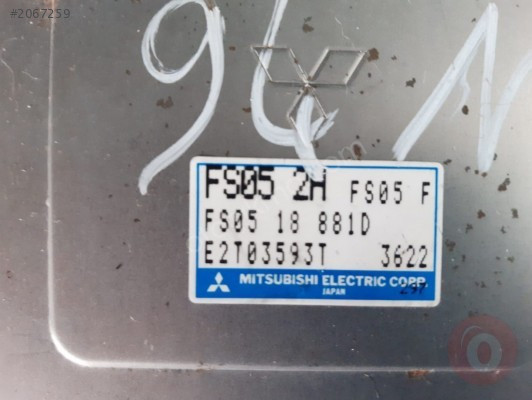 #2067259
FS05 2H FS05 F
FS05 18 881D
E2T03593T 3622
MITSUBISHI ELECTRIC CORP.
JAPAN